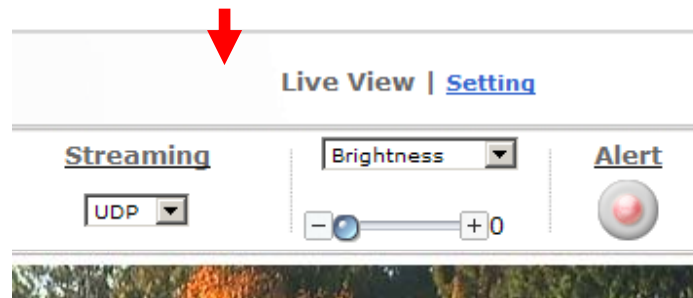 Live View | Setting
Streaming Brightness Alert
UDP
− + 0